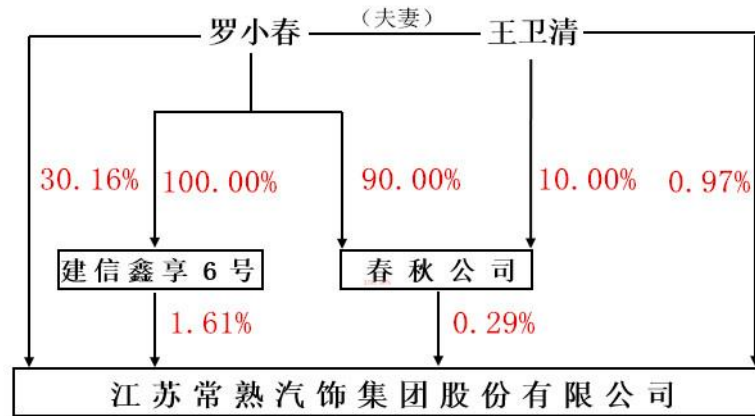 罗小春 （夫妻） 王卫清
30.16% 100.00% 90.00% 10.00% 0.97%
建信鑫享6号 春秋公司
1.61% 0.29%
江苏常熟汽饰集团股份有限公司